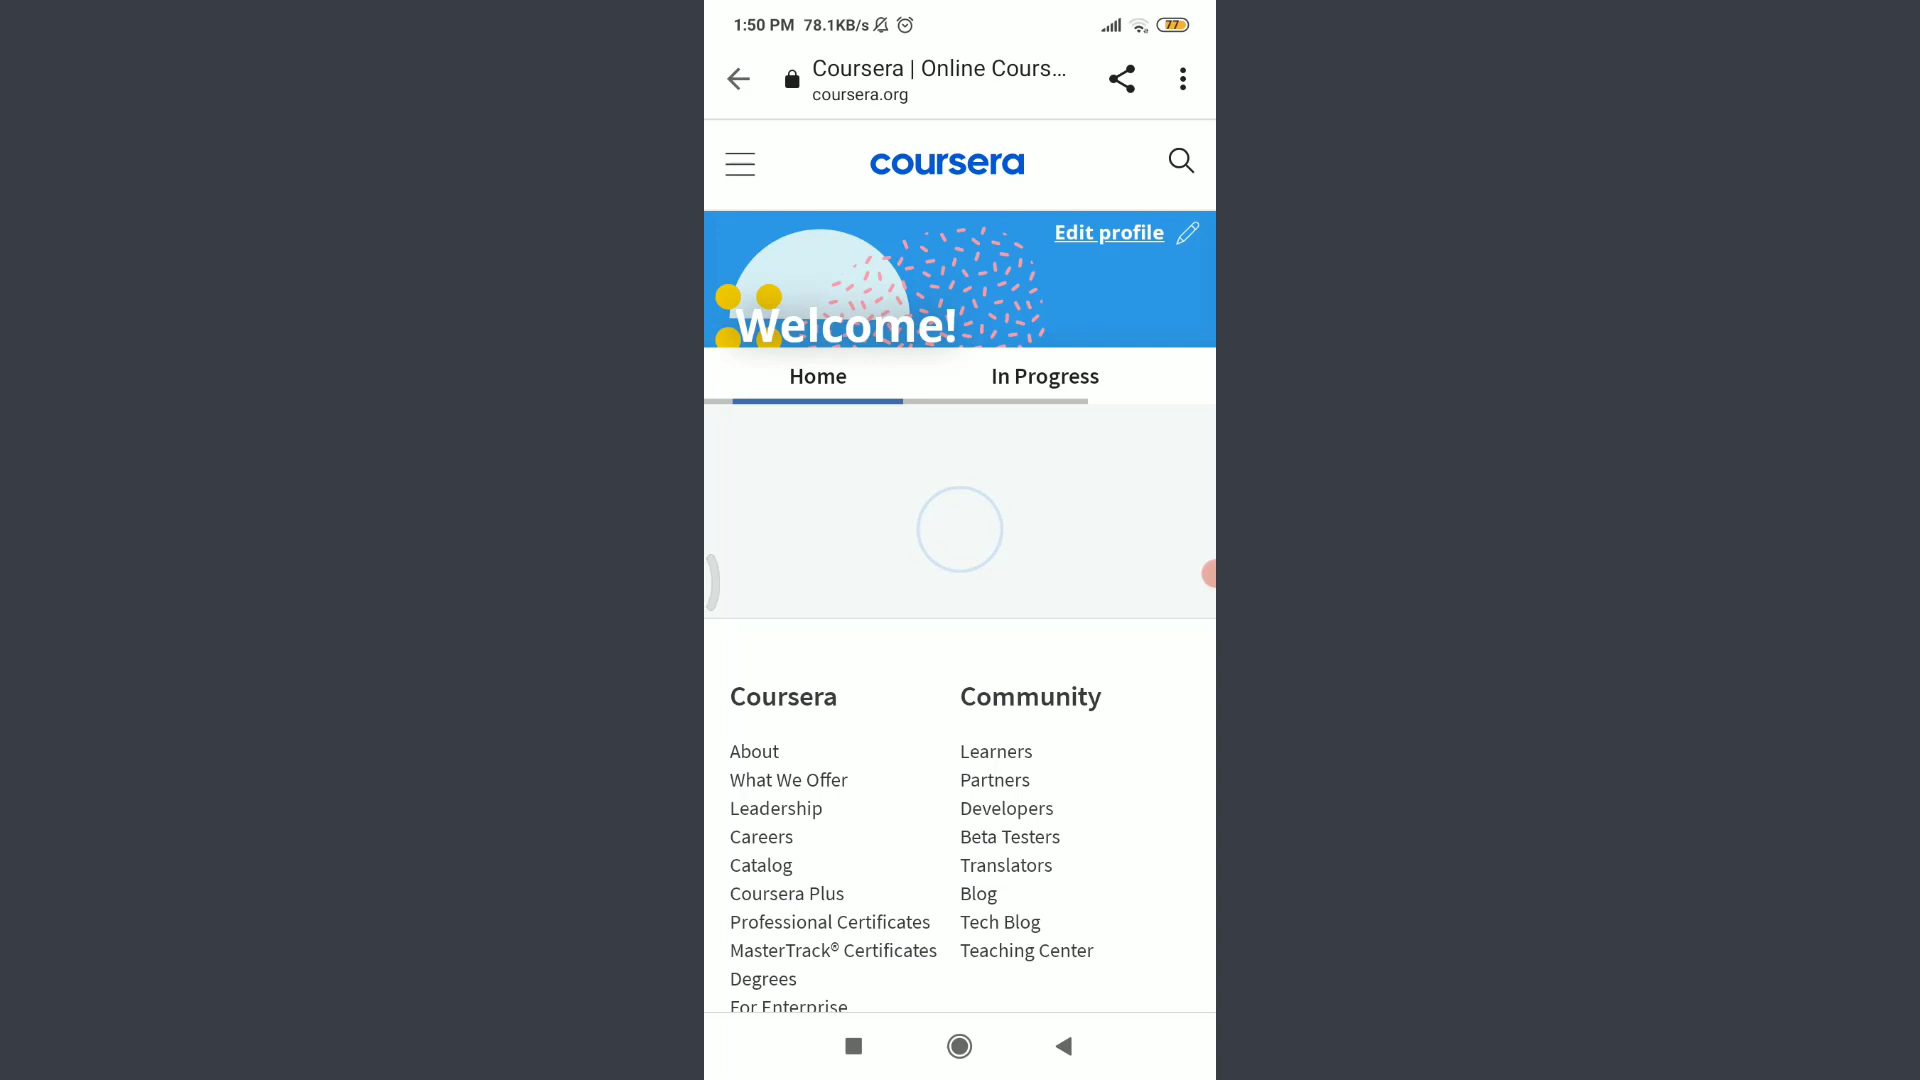 1:50 PM 78.1KB/s 77
Coursera | Online Cours...
coursera.org
coursera
Edit profile
Welcome!
Home In Progress
Coursera
About
What We Offer
Leadership
Careers
Catalog
Coursera Plus
Professional Certificates
MasterTrack® Certificates
Degrees
For Enterprise
Community
Learners
Partners
Developers
Beta Testers
Translators
Blog
Tech Blog
Teaching Center